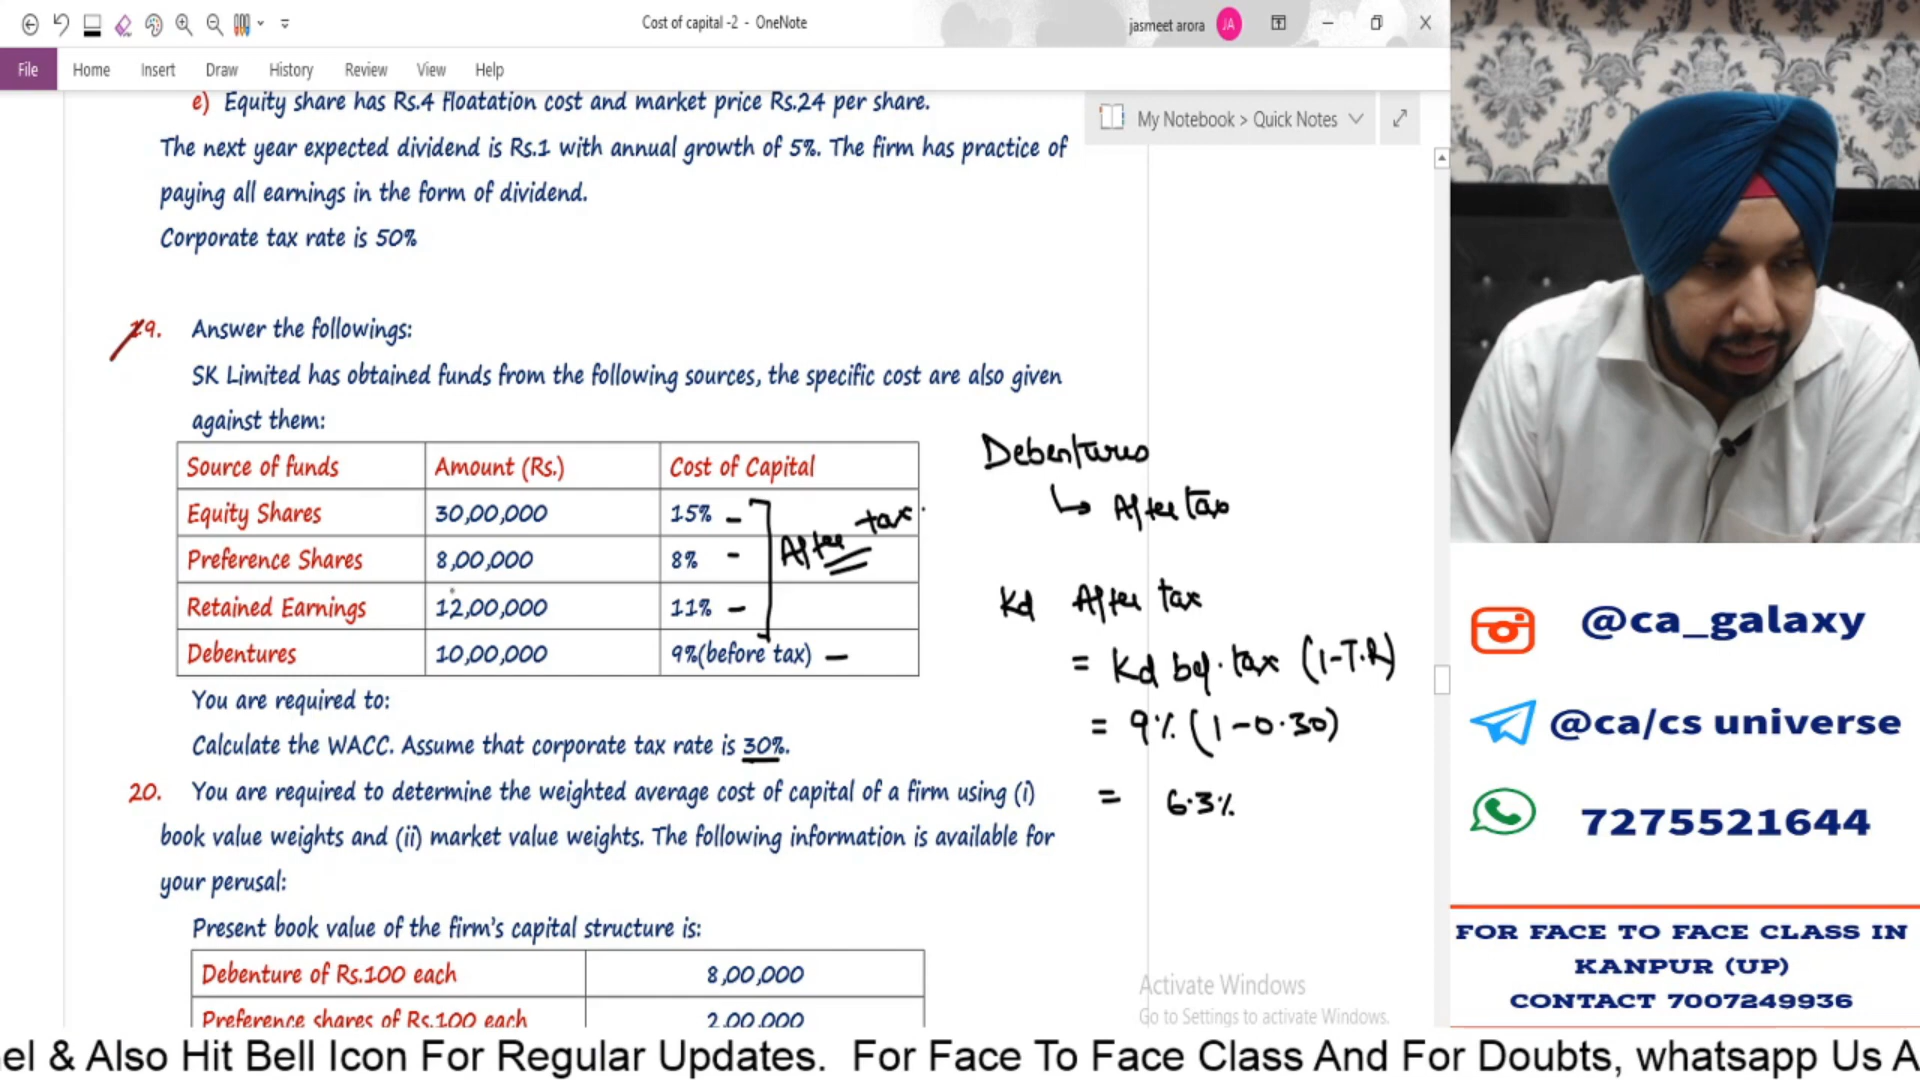 Cost of capital -2 - OneNote
jasmeet arora
JA
File Home Insert Draw History Review View Help
My Notebook > Quick Notes
e) Equity share has Rs.4 floatation cost and market price Rs.24 per share.
The next year expected dividend is Rs.1 with annual growth of 5%. The firm has practice of
paying all earnings in the form of dividend.
Corporate tax rate is 50%
19. Answer the followings:
SK Limited has obtained funds from the following sources, the specific cost are also given
against them:
Source of funds Amount (Rs.) Cost of Capital
Equity Shares 30,00,000 15% -
Preference Shares 8,00,000 8% -
Retained Earnings 12,00,000 11% -
Debentures 10,00,000 9%(before tax) -
After tax
You are required to:
Calculate the WACC. Assume that corporate tax rate is 30%.
20. You are required to determine the weighted average cost of capital of a firm using (i)
book value weights and (ii) market value weights. The following information is available for
your perusal:
Present book value of the firm's capital structure is:
Debenture of Rs.100 each 8,00,000
Preference shares of Rs.100 each 2,00,000
Debentures
↳ After tax
Kd After tax
= Kd bef. tax (1-T.R)
= 9% (1-0.30)
= 6.3%
Activate Windows
Go to Settings to activate Windows.
@ca_galaxy
@ca/cs universe
7275521644
FOR FACE TO FACE CLASS IN
KANPUR (UP)
CONTACT 7007249936
nel & Also Hit Bell Icon For Regular Updates. For Face To Face Class And For Doubts, whatsapp Us A